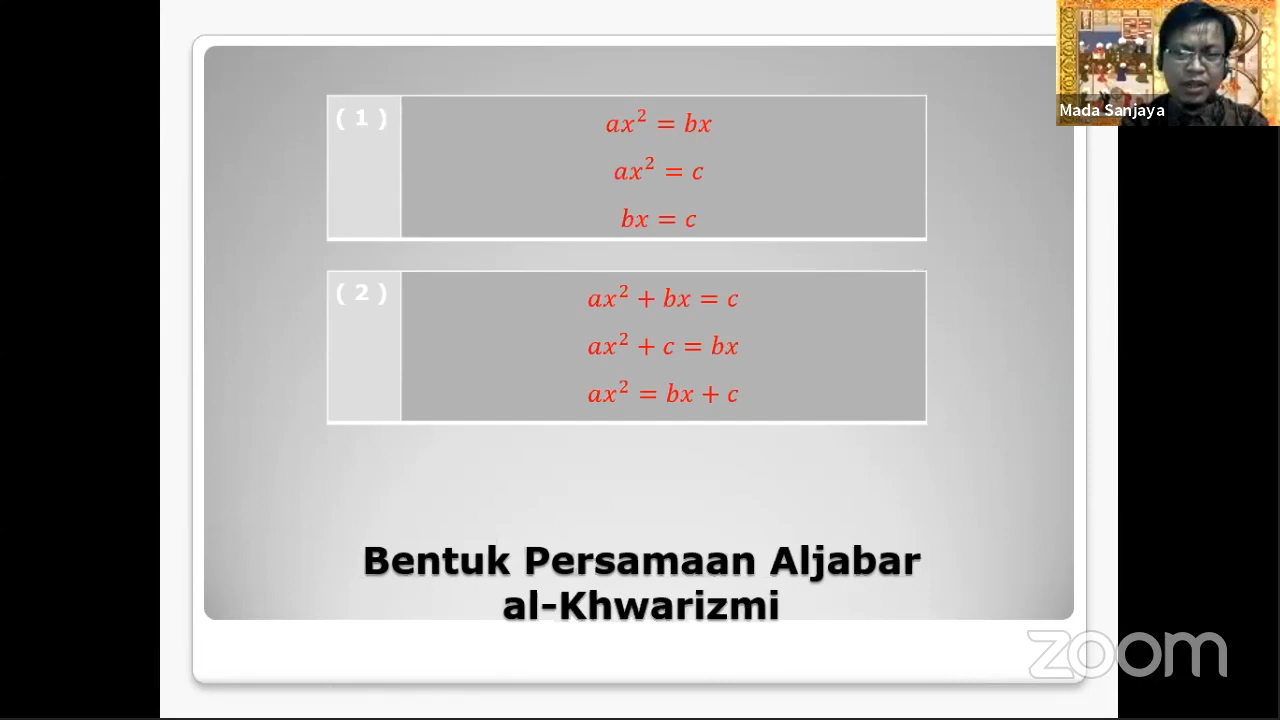 ( 1 )
ax² = bx
ax² = c
bx = c
( 2 )
ax² + bx = c
ax² + c = bx
ax² = bx + c
Bentuk Persamaan Aljabar
al-Khwarizmi
Mada Sanjaya
zoom